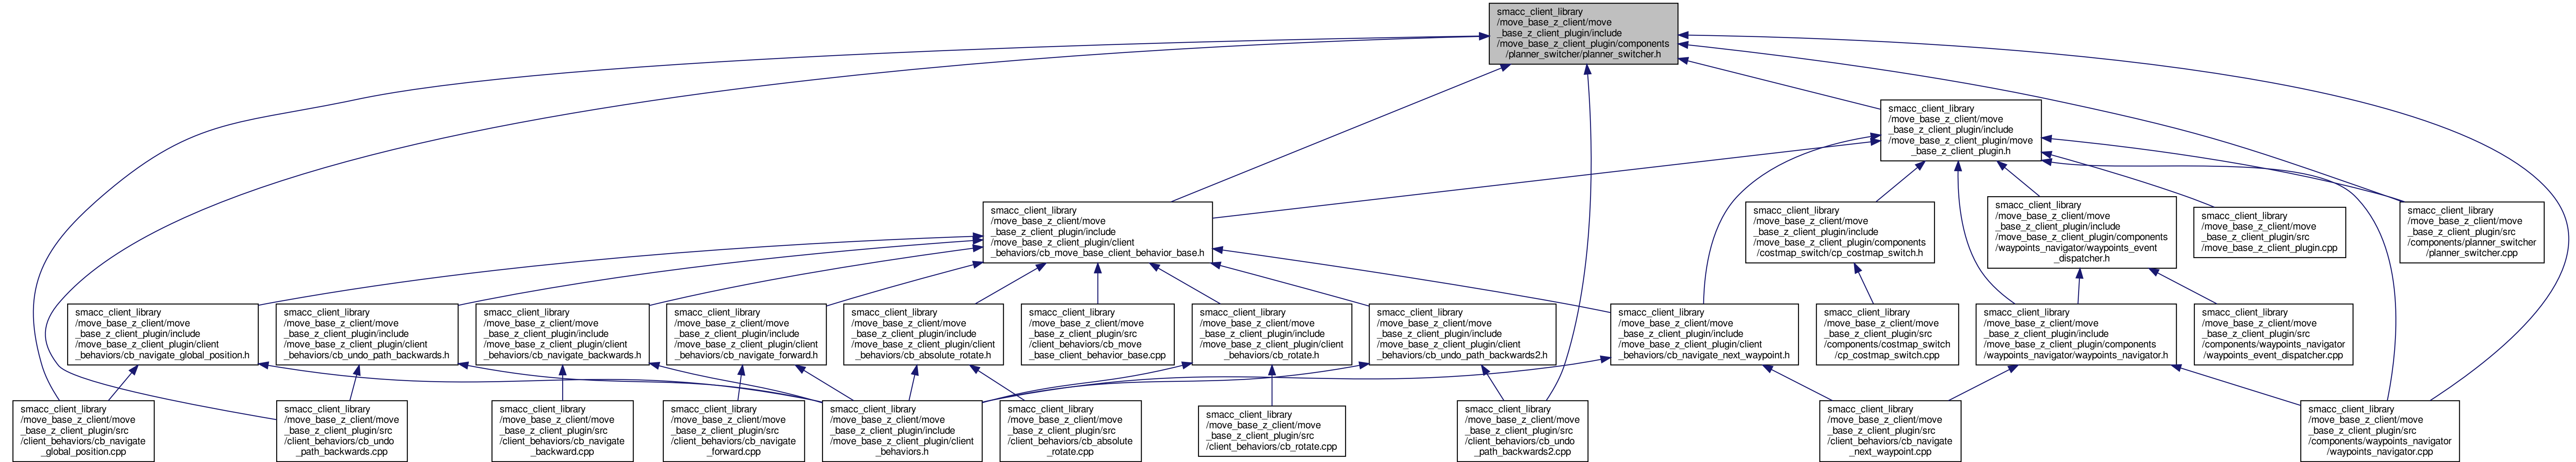 smacc_client_library
/move_base_z_client/move
_base_z_client_plugin/include
/move_base_z_client_plugin/components
/planner_switcher/planner_switcher.h
smacc_client_library
/move_base_z_client/move
_base_z_client_plugin/include
/move_base_z_client_plugin/move
_base_z_client_plugin.h
smacc_client_library
/move_base_z_client/move
_base_z_client_plugin/include
/move_base_z_client_plugin/client
_behaviors/cb_move_base_client_behavior_base.h
smacc_client_library
/move_base_z_client/move
_base_z_client_plugin/include
/move_base_z_client_plugin/components
/costmap_switch/cp_costmap_switch.h
smacc_client_library
/move_base_z_client/move
_base_z_client_plugin/include
/move_base_z_client_plugin/components
/waypoints_navigator/waypoints_event
_dispatcher.h
smacc_client_library
/move_base_z_client/move
_base_z_client_plugin/src
/move_base_z_client_plugin.cpp
smacc_client_library
/move_base_z_client/move
_base_z_client_plugin/src
/components/planner_switcher
/planner_switcher.cpp
smacc_client_library
/move_base_z_client/move
_base_z_client_plugin/include
/move_base_z_client_plugin/client
_behaviors/cb_navigate_global_position.h
smacc_client_library
/move_base_z_client/move
_base_z_client_plugin/include
/move_base_z_client_plugin/client
_behaviors/cb_undo_path_backwards.h
smacc_client_library
/move_base_z_client/move
_base_z_client_plugin/include
/move_base_z_client_plugin/client
_behaviors/cb_navigate_backwards.h
smacc_client_library
/move_base_z_client/move
_base_z_client_plugin/include
/move_base_z_client_plugin/client
_behaviors/cb_navigate_forward.h
smacc_client_library
/move_base_z_client/move
_base_z_client_plugin/include
/move_base_z_client_plugin/client
_behaviors/cb_absolute_rotate.h
smacc_client_library
/move_base_z_client/move
_base_z_client_plugin/src
/client_behaviors/cb_move
_base_client_behavior_base.cpp
smacc_client_library
/move_base_z_client/move
_base_z_client_plugin/include
/move_base_z_client_plugin/client
_behaviors/cb_rotate.h
smacc_client_library
/move_base_z_client/move
_base_z_client_plugin/include
/move_base_z_client_plugin/client
_behaviors/cb_undo_path_backwards2.h
smacc_client_library
/move_base_z_client/move
_base_z_client_plugin/include
/move_base_z_client_plugin/client
_behaviors/cb_navigate_next_waypoint.h
smacc_client_library
/move_base_z_client/move
_base_z_client_plugin/src
/components/costmap_switch
/cp_costmap_switch.cpp
smacc_client_library
/move_base_z_client/move
_base_z_client_plugin/include
/move_base_z_client_plugin/components
/waypoints_navigator/waypoints_navigator.h
smacc_client_library
/move_base_z_client/move
_base_z_client_plugin/src
/components/waypoints_navigator
/waypoints_event_dispatcher.cpp
smacc_client_library
/move_base_z_client/move
_base_z_client_plugin/src
/client_behaviors/cb_navigate
_global_position.cpp
smacc_client_library
/move_base_z_client/move
_base_z_client_plugin/src
/client_behaviors/cb_undo
_path_backwards.cpp
smacc_client_library
/move_base_z_client/move
_base_z_client_plugin/src
/client_behaviors/cb_navigate
_backward.cpp
smacc_client_library
/move_base_z_client/move
_base_z_client_plugin/src
/client_behaviors/cb_navigate
_forward.cpp
smacc_client_library
/move_base_z_client/move
_base_z_client_plugin/include
/move_base_z_client_plugin/client
_behaviors.h
smacc_client_library
/move_base_z_client/move
_base_z_client_plugin/src
/client_behaviors/cb_absolute
_rotate.cpp
smacc_client_library
/move_base_z_client/move
_base_z_client_plugin/src
/client_behaviors/cb_rotate.cpp
smacc_client_library
/move_base_z_client/move
_base_z_client_plugin/src
/client_behaviors/cb_undo
_path_backwards2.cpp
smacc_client_library
/move_base_z_client/move
_base_z_client_plugin/src
/client_behaviors/cb_navigate
_next_waypoint.cpp
smacc_client_library
/move_base_z_client/move
_base_z_client_plugin/src
/components/waypoints_navigator
/waypoints_navigator.cpp